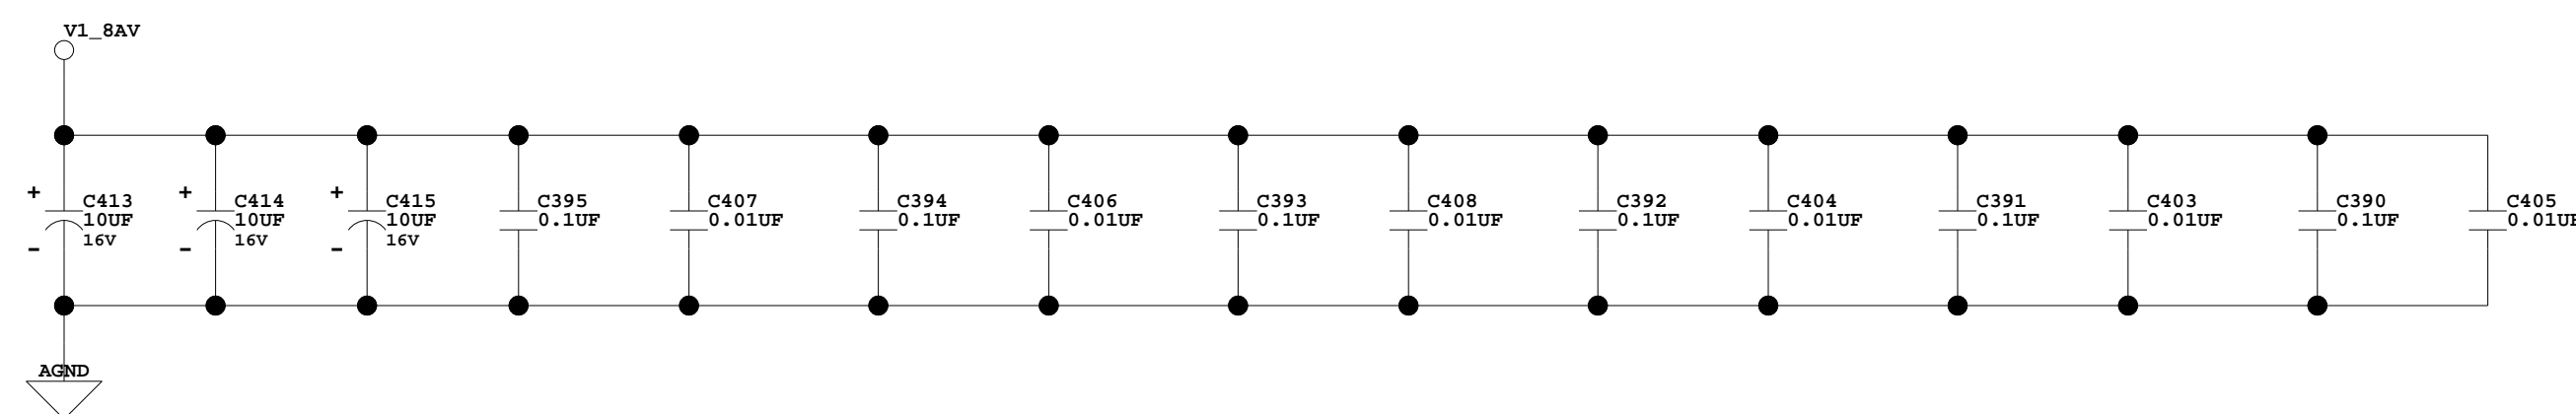 V1_8AV
+
C413
10UF
16V
-
+
C414
10UF
16V
-
+
C415
10UF
16V
-
C395
0.1UF
C407
0.01UF
C394
0.1UF
C406
0.01UF
C393
0.1UF
C408
0.01UF
C392
0.1UF
C404
0.01UF
C391
0.1UF
C403
0.01UF
C390
0.1UF
C405
0.01UF
AGND